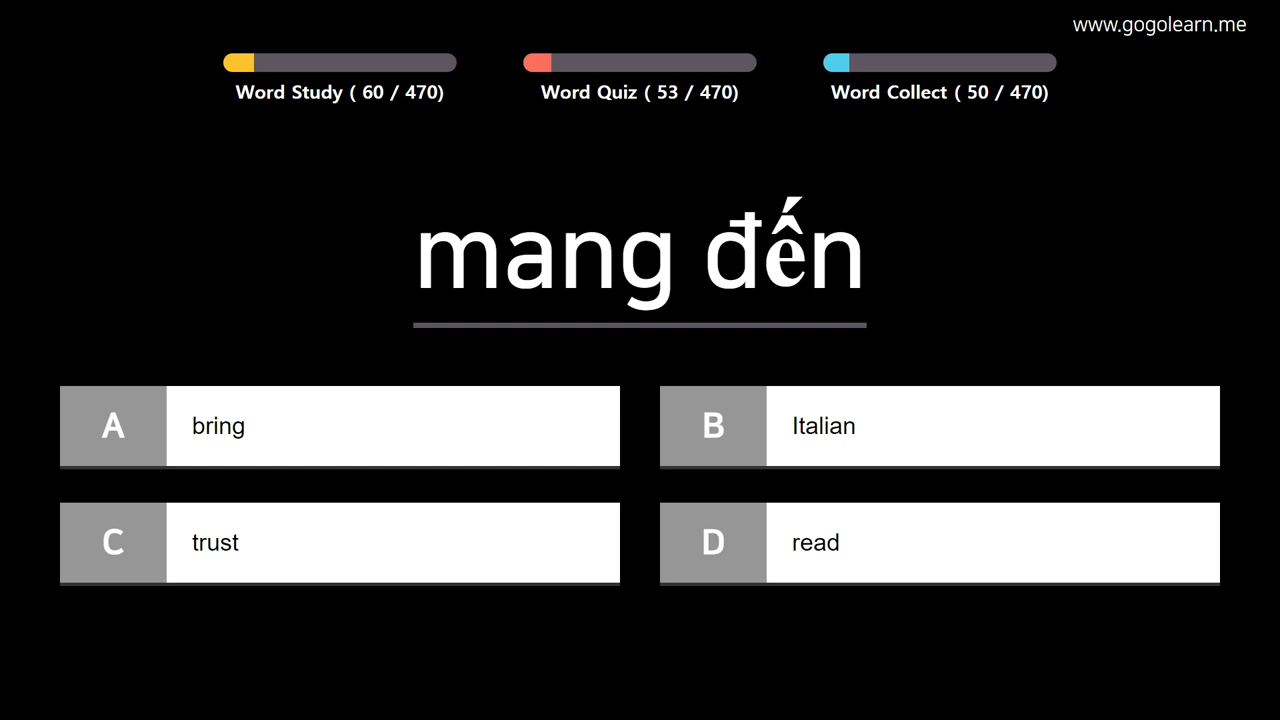 www.gogolearn.me
Word Study ( 60 / 470)
Word Quiz ( 53 / 470)
Word Collect ( 50 / 470)
mang đến
A bring
B Italian
C trust
D read